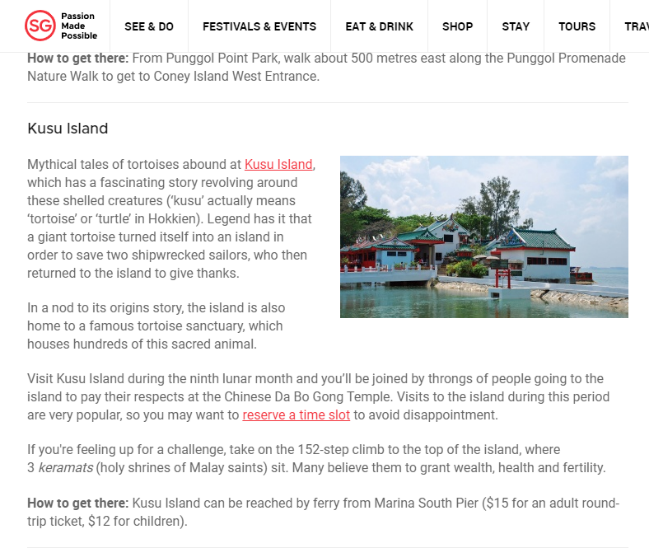 SG Passion
Made
Possible
SEE & DO FESTIVALS & EVENTS EAT & DRINK SHOP STAY TOURS TRA
How to get there: From Punggol Point Park, walk about 500 metres east along the Punggol Promenade
Nature Walk to get to Coney Island West Entrance.
Kusu Island
Mythical tales of tortoises abound at Kusu Island,
which has a fascinating story revolving around
these shelled creatures (‘kusu’ actually means
‘tortoise’ or ‘turtle’ in Hokkien). Legend has it that
a giant tortoise turned itself into an island in
order to save two shipwrecked sailors, who then
returned to the island to give thanks.
In a nod to its origins story, the island is also
home to a famous tortoise sanctuary, which
houses hundreds of this sacred animal.
Visit Kusu Island during the ninth lunar month and you’ll be joined by throngs of people going to the
island to pay their respects at the Chinese Da Bo Gong Temple. Visits to the island during this period
are very popular, so you may want to reserve a time slot to avoid disappointment.
If you're feeling up for a challenge, take on the 152-step climb to the top of the island, where
3 keramats (holy shrines of Malay saints) sit. Many believe them to grant wealth, health and fertility.
How to get there: Kusu Island can be reached by ferry from Marina South Pier ($15 for an adult round-
trip ticket, $12 for children).